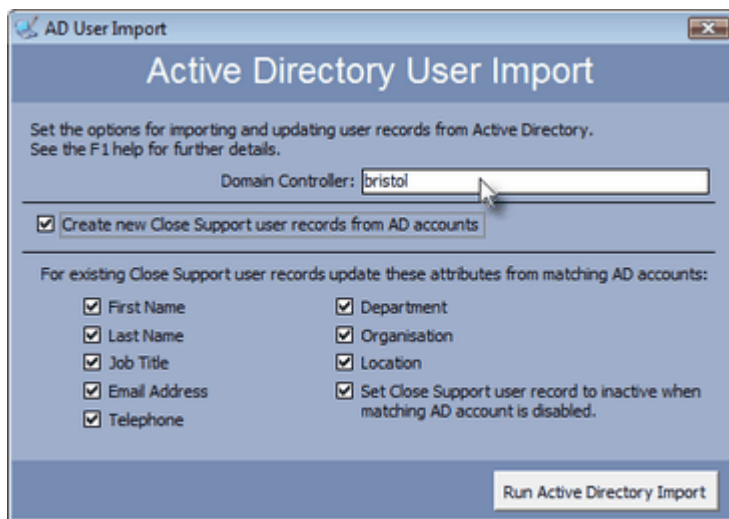 AD User Import
Active Directory User Import
Set the options for importing and updating user records from Active Directory.
See the F1 help for further details.
Domain Controller: bristol
Create new Close Support user records from AD accounts
For existing Close Support user records update these attributes from matching AD accounts:
First Name
Department
Last Name
Organisation
Job Title
Location
Email Address
Set Close Support user record to inactive when
matching AD account is disabled.
Telephone
Run Active Directory Import